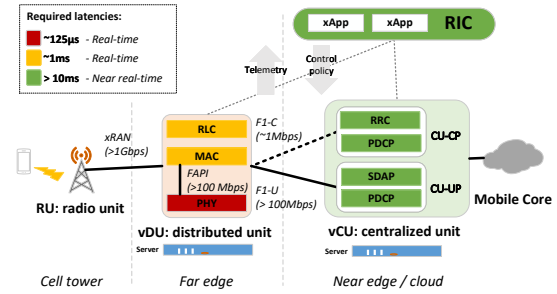 Required latencies:
~125µs - Real-time
~1ms - Real-time
> 10ms - Near real-time
RIC
xApp xApp
Telemetry
Control
policy
xRAN
(>1Gbps)
RLC
MAC
FAPI
(>100 Mbps)
PHY
F1-C
(~1Mbps)
F1-U
(> 100Mbps)
RRC
PDCP
CU-CP
SDAP
PDCP
CU-UP
Mobile Core
RU: radio unit
vDU: distributed unit
Server
vCU: centralized unit
Server
Cell tower
Far edge
Near edge / cloud